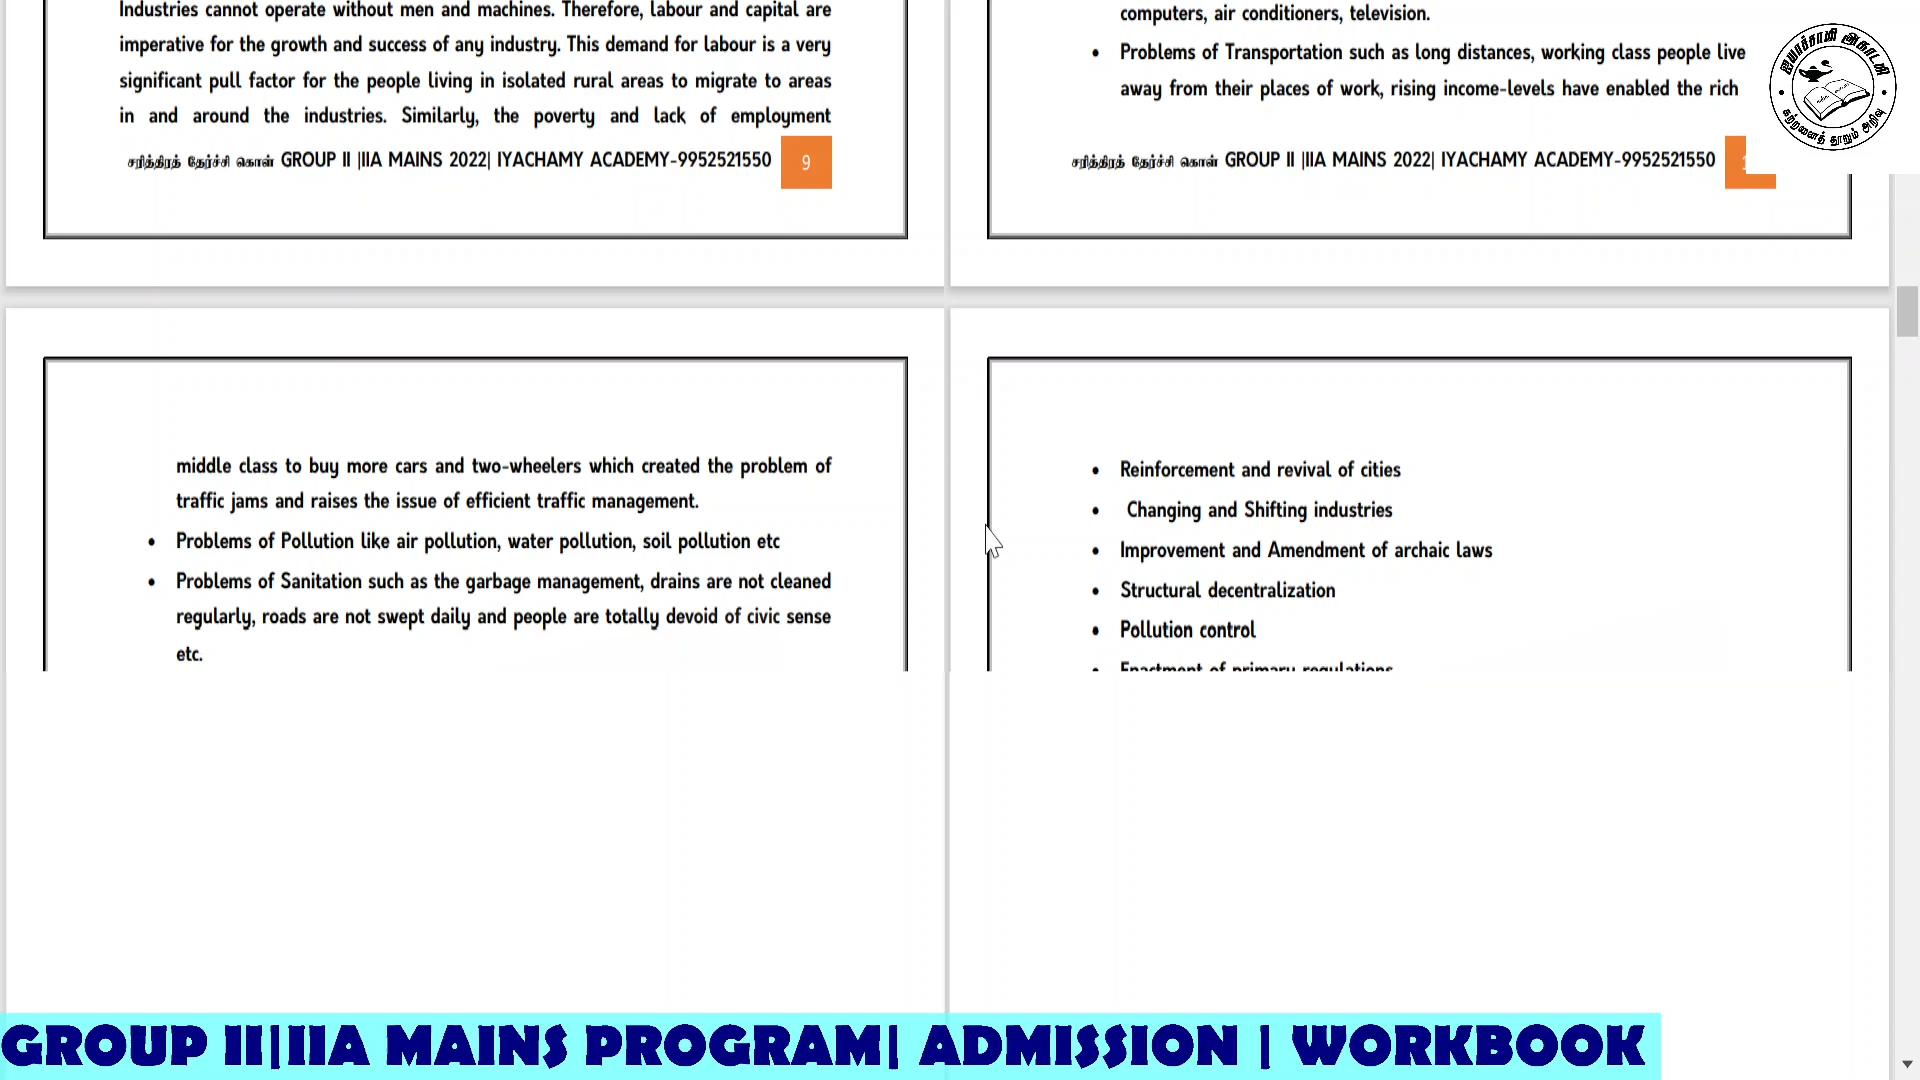 Industries cannot operate without men and machines. Therefore, labour and capital are
imperative for the growth and success of any industry. This demand for labour is a very
significant pull factor for the people living in isolated rural areas to migrate to areas
in and around the industries. Similarly, the poverty and lack of employment
சரித்திரத் தேர்ச்சி கொள் GROUP II |IIA MAINS 2022| IYACHAMY ACADEMY-9952521550
9
computers, air conditioners, television.
• Problems of Transportation such as long distances, working class people live
away from their places of work, rising income-levels have enabled the rich
சரித்திரத் தேர்ச்சி கொள் GROUP II |IIA MAINS 2022| IYACHAMY ACADEMY-9952521550
ஐயாச்சாமி அகாடமி
கற்றனைத் தூறும் அறிவு
middle class to buy more cars and two-wheelers which created the problem of
traffic jams and raises the issue of efficient traffic management.
• Problems of Pollution like air pollution, water pollution, soil pollution etc
• Problems of Sanitation such as the garbage management, drains are not cleaned
regularly, roads are not swept daily and people are totally devoid of civic sense
etc.
• Reinforcement and revival of cities
• Changing and Shifting industries
• Improvement and Amendment of archaic laws
• Structural decentralization
• Pollution control
• Enactment of primary regulations
GROUP II|IIA MAINS PROGRAM| ADMISSION | WORKBOOK